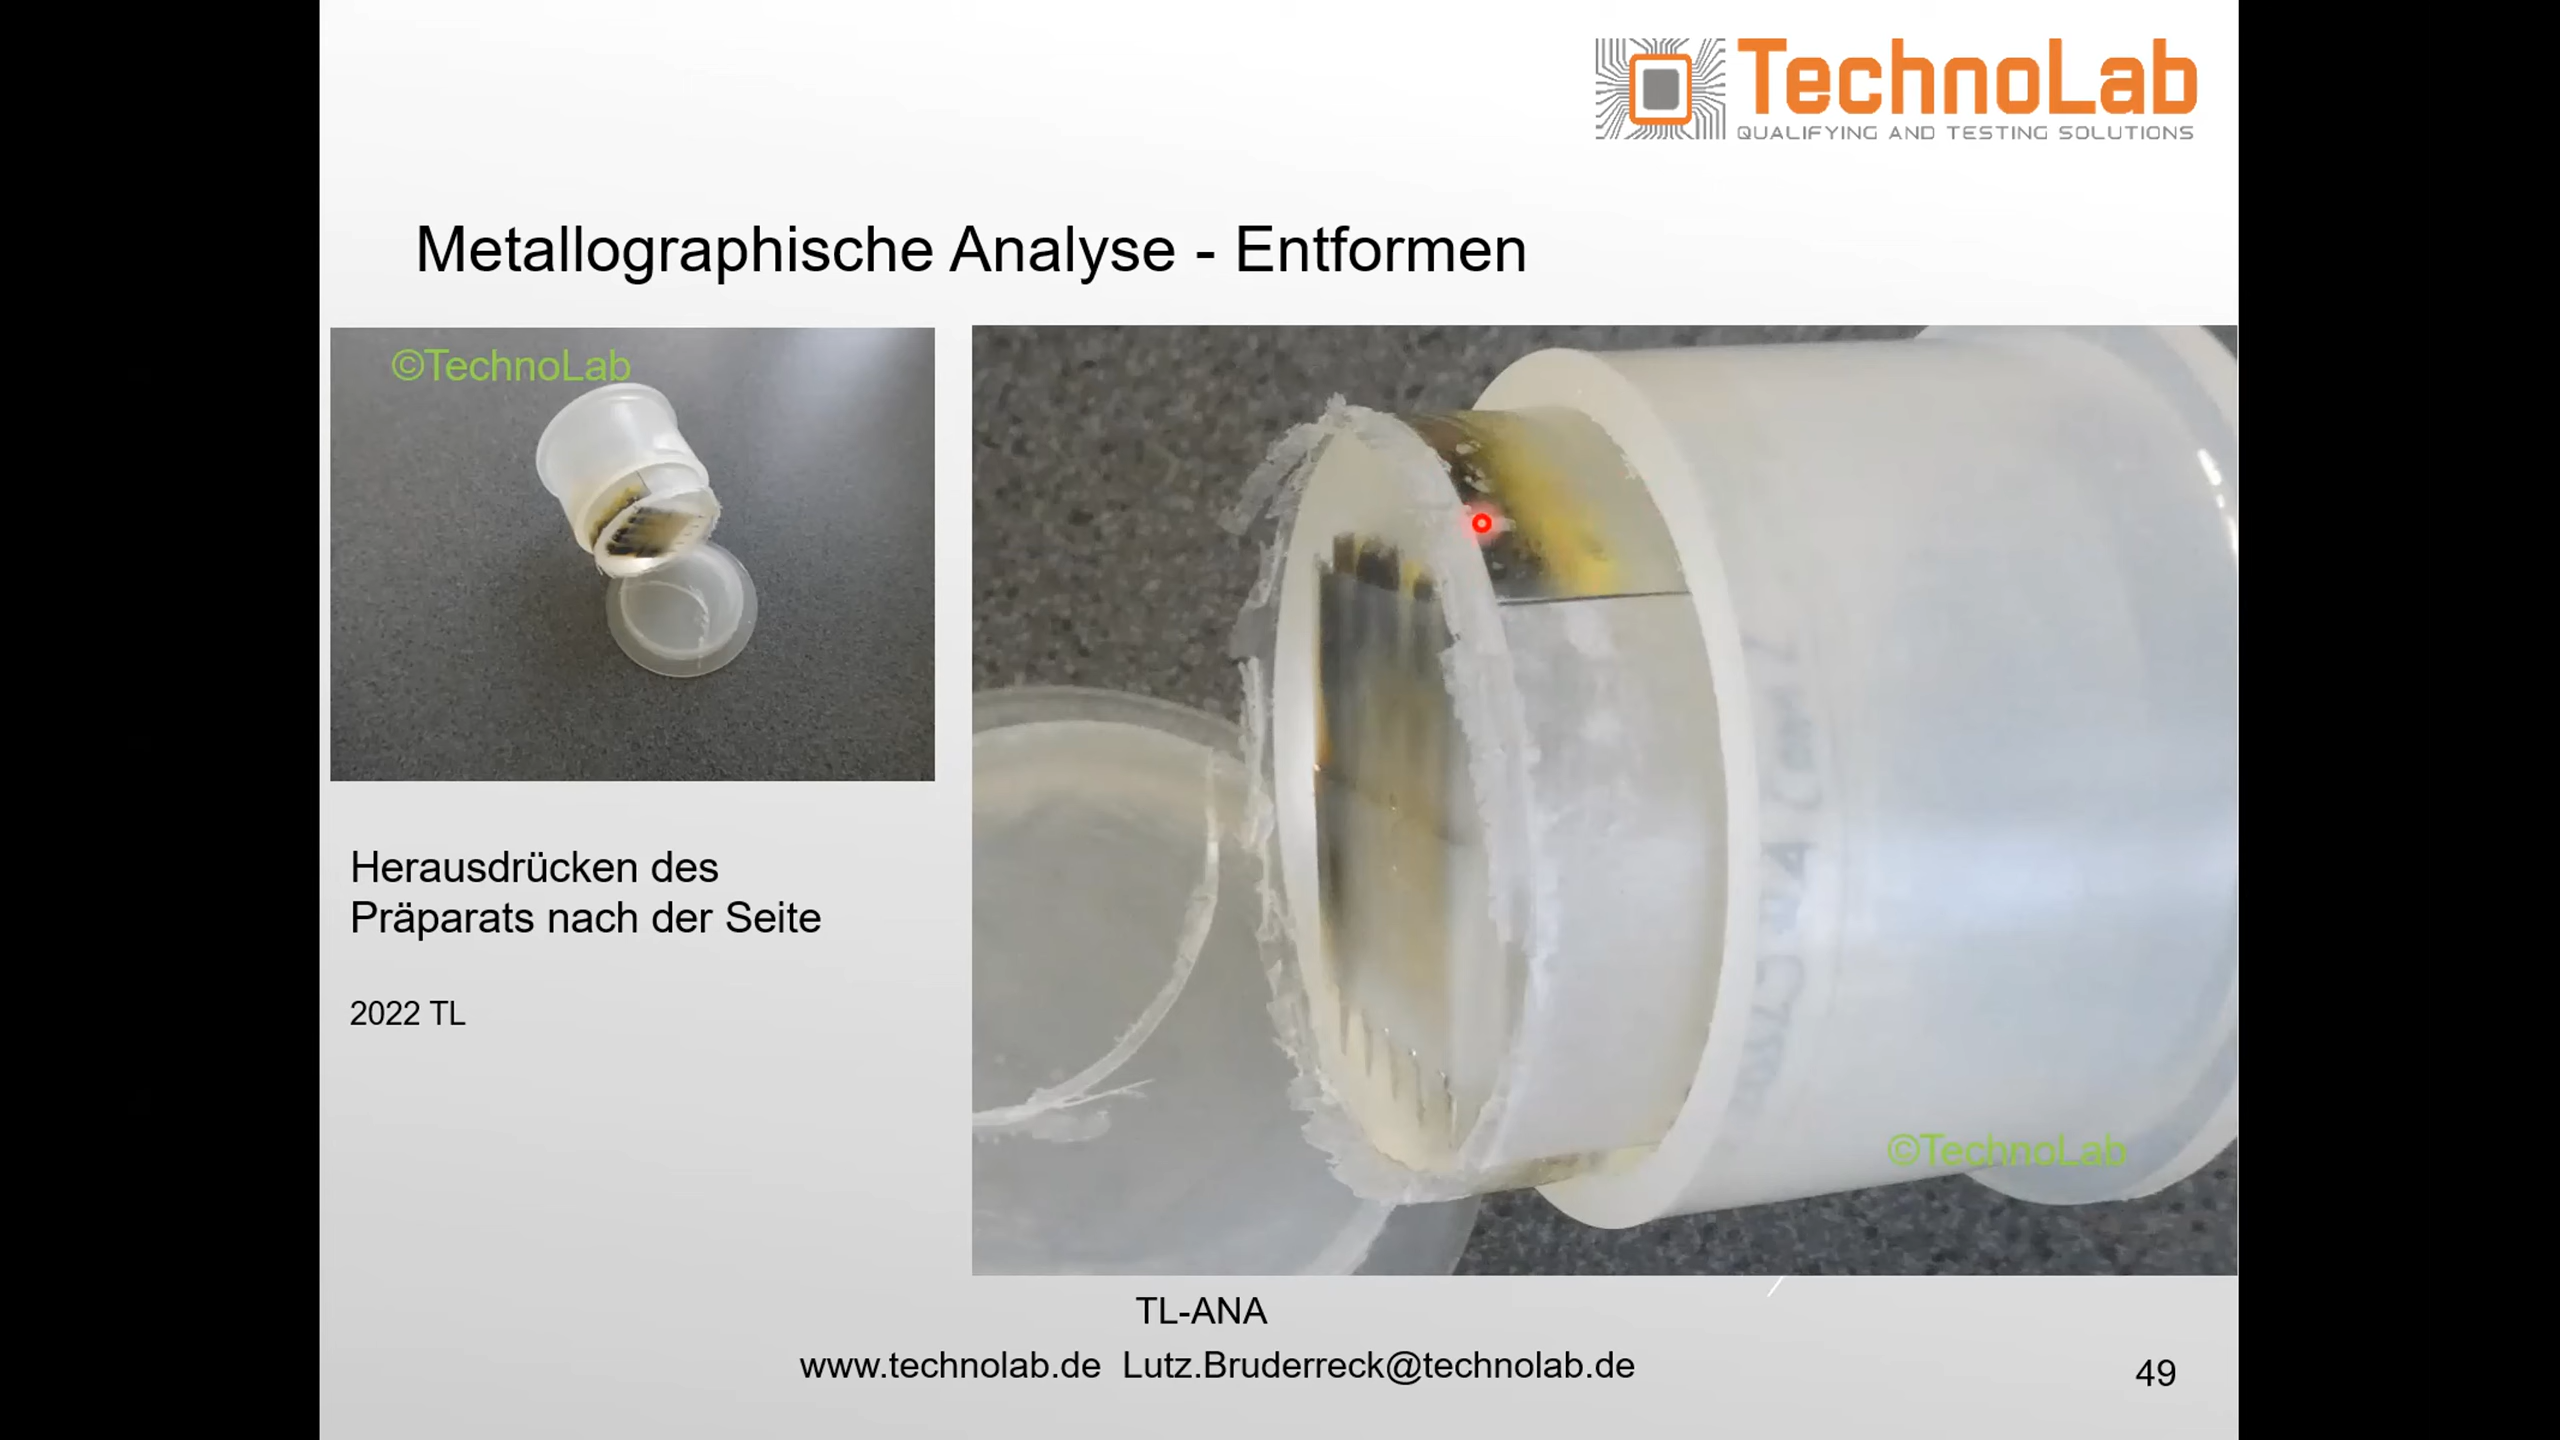 TechnoLab
QUALIFYING AND TESTING SOLUTIONS
Metallographische Analyse - Entformen
©TechnoLab
Herausdrücken des
Präparats nach der Seite
2022 TL
©TechnoLab
TL-ANA
www.technolab.de Lutz.Bruderreck@technolab.de
49